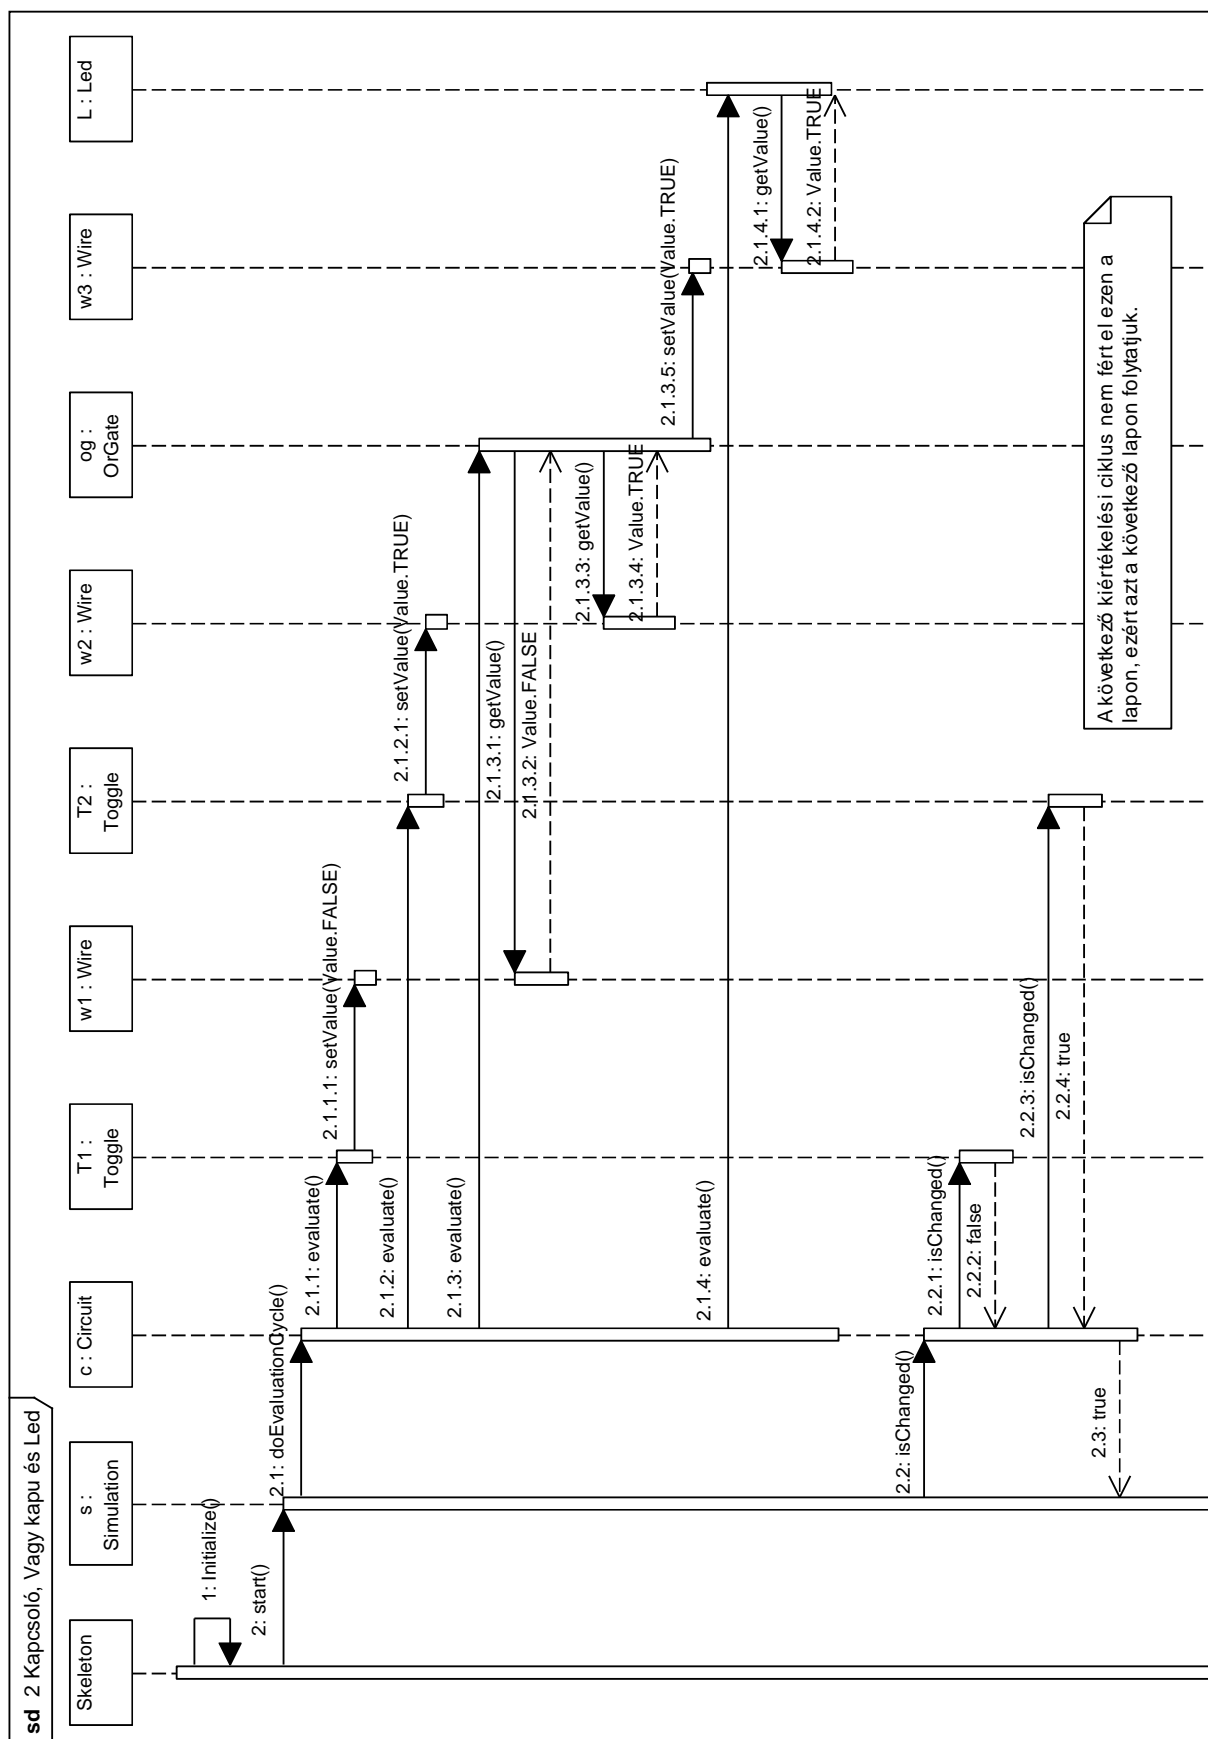 sd 2 Kapcsoló, Vagy kapu és Led
Skeleton
s :
Simulation
c : Circuit
T1 :
Toggle
w1 : Wire
T2 :
Toggle
w2 : Wire
og :
OrGate
w3 : Wire
L : Led
1: Initialize()
2: start()
2.1: doEvaluationCycle()
2.1.1: evaluate()
2.1.1.1: setValue(Value.FALSE)
2.1.2: evaluate()
2.1.2.1: setValue(Value.TRUE)
2.1.3: evaluate()
2.1.3.1: getValue()
2.1.3.2: Value.FALSE
2.1.3.3: getValue()
2.1.3.4: Value.TRUE
2.1.3.5: setValue(Value.TRUE)
2.1.4: evaluate()
2.1.4.1: getValue()
2.1.4.2: Value.TRUE
2.2: isChanged()
2.2.1: isChanged()
2.2.2: false
2.2.3: isChanged()
2.2.4: true
2.3: true
A következő kiértékelési ciklus nem fért el ezen a
lapon, ezért azt a következő lapon folytatjuk.